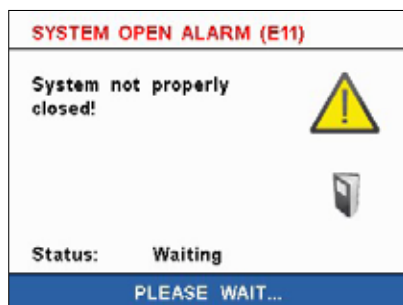 SYSTEM OPEN ALARM (E11)
System not properly
closed!
Status: Waiting
PLEASE WAIT...